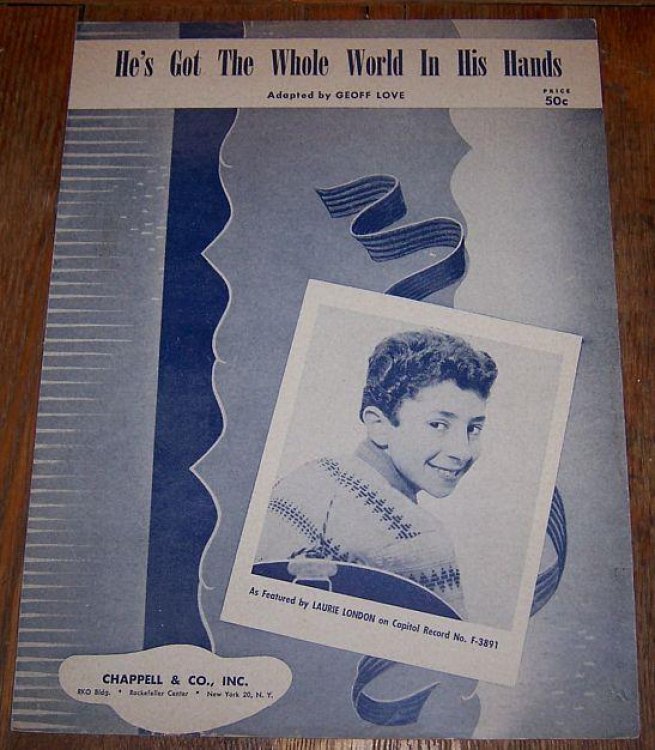 He's Got The Whole World In His Hands
Adapted by GEOFF LOVE
PRICE
50c
As Featured by LAURIE LONDON on Capitol Record No. F-3891
CHAPPELL & CO., INC.
RKO Bldg. • Rockefeller Center • New York 20, N. Y.